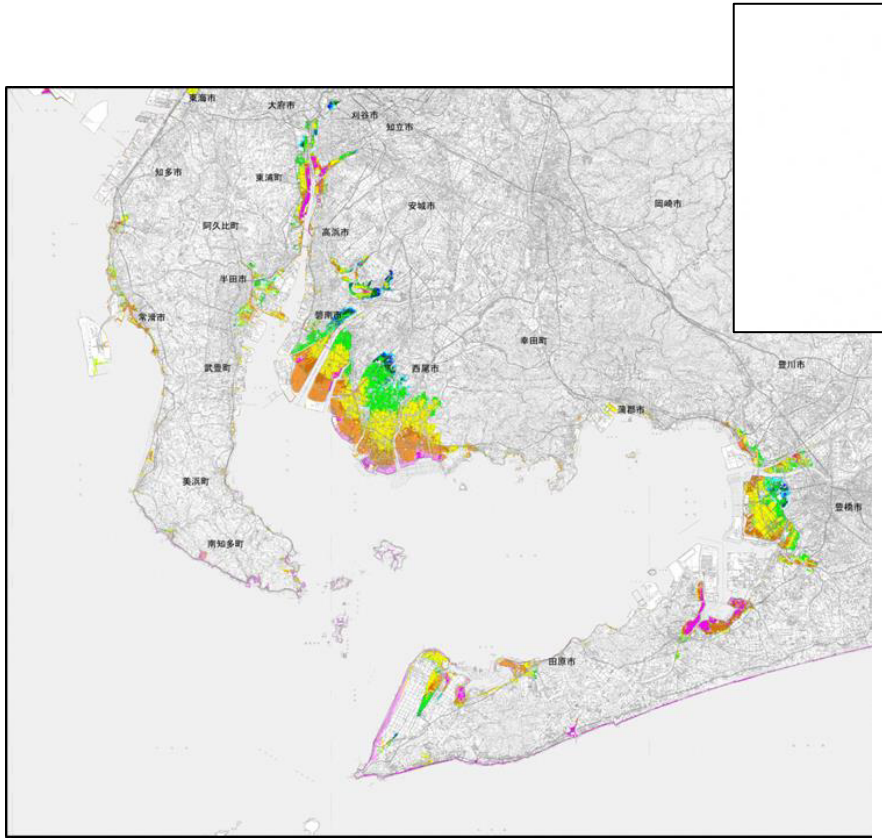 東海市
大府市
刈谷市
知立市
知多市
東浦町
岡崎市
安城市
阿久比町
高浜市
半田市
常滑市
碧南市
幸田町
豊川市
武豊町
西尾市
蒲郡市
美浜町
豊橋市
南知多町
田原市